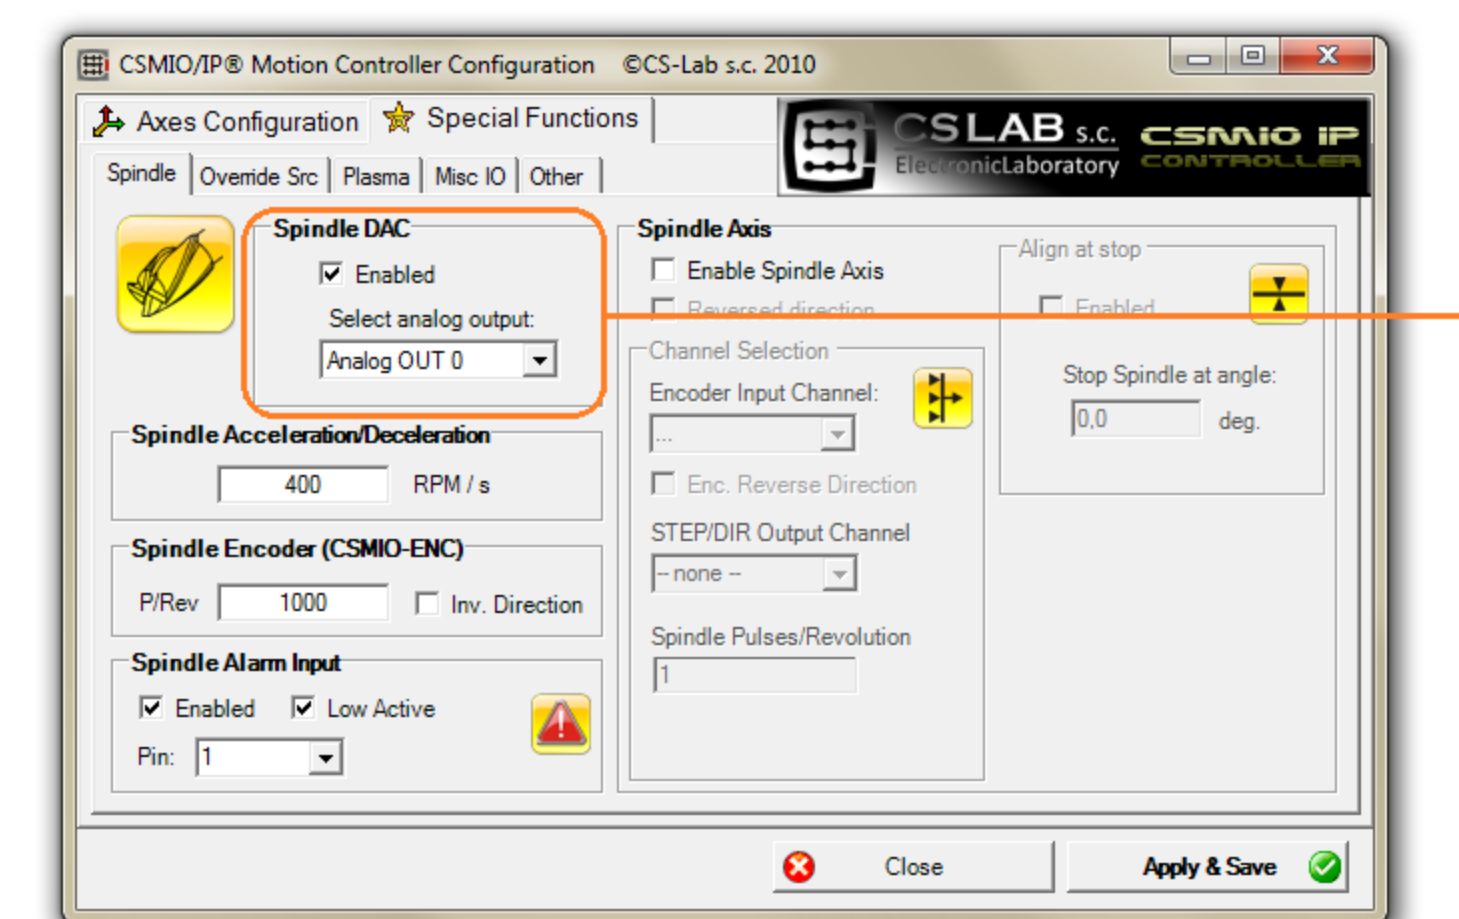 CSMIO/IP® Motion Controller Configuration ©CS-Lab s.c. 2010
Axes Configuration Special Functions
CSLAB s.c.
ElectronicLaboratory
CSMIO IP
CONTROLLER
Spindle Override Src Plasma Misc IO Other
Spindle DAC
Enabled
Select analog output:
Analog OUT 0
Spindle Acceleration/Deceleration
400 RPM / s
Spindle Encoder (CSMIO-ENC)
P/Rev 1000 Inv. Direction
Spindle Alarm Input
Enabled Low Active
Pin: 1
Spindle Axis
Enable Spindle Axis
Reversed direction
Channel Selection
Encoder Input Channel:
...
Enc. Reverse Direction
STEP/DIR Output Channel
-- none --
Spindle Pulses/Revolution
1
Align at stop
Enabled
Stop Spindle at angle:
0,0 deg.
Close
Apply & Save